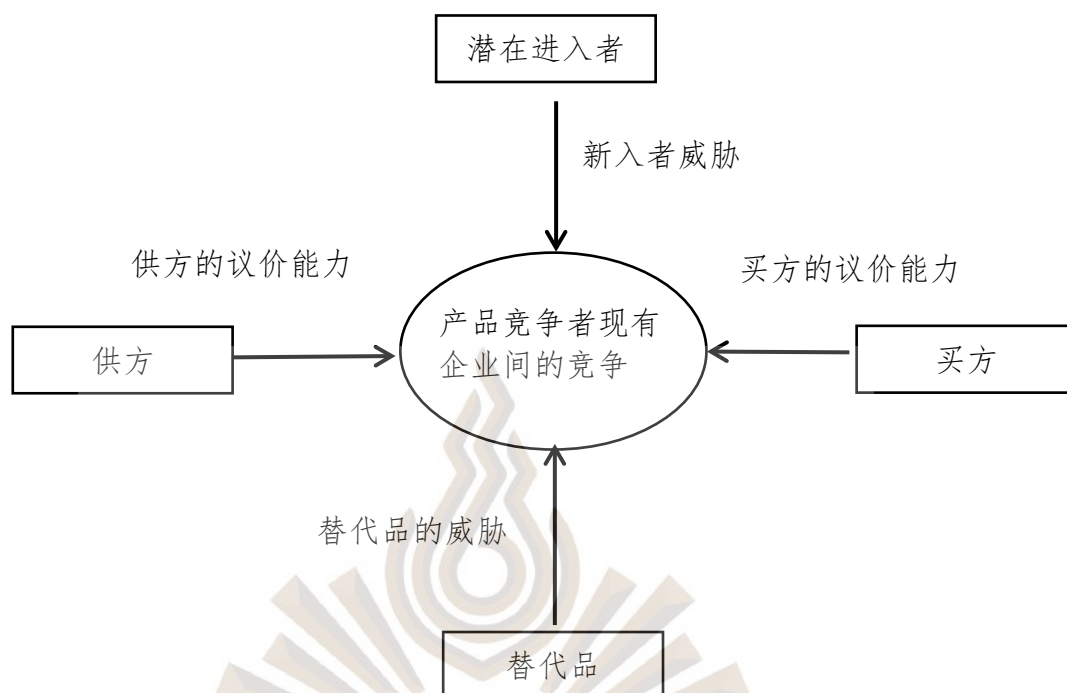 潜在进入者
新入者威胁
供方的议价能力
买方的议价能力
供方
产品竞争者现有
企业间的竞争
买方
替代品的威胁
替代品